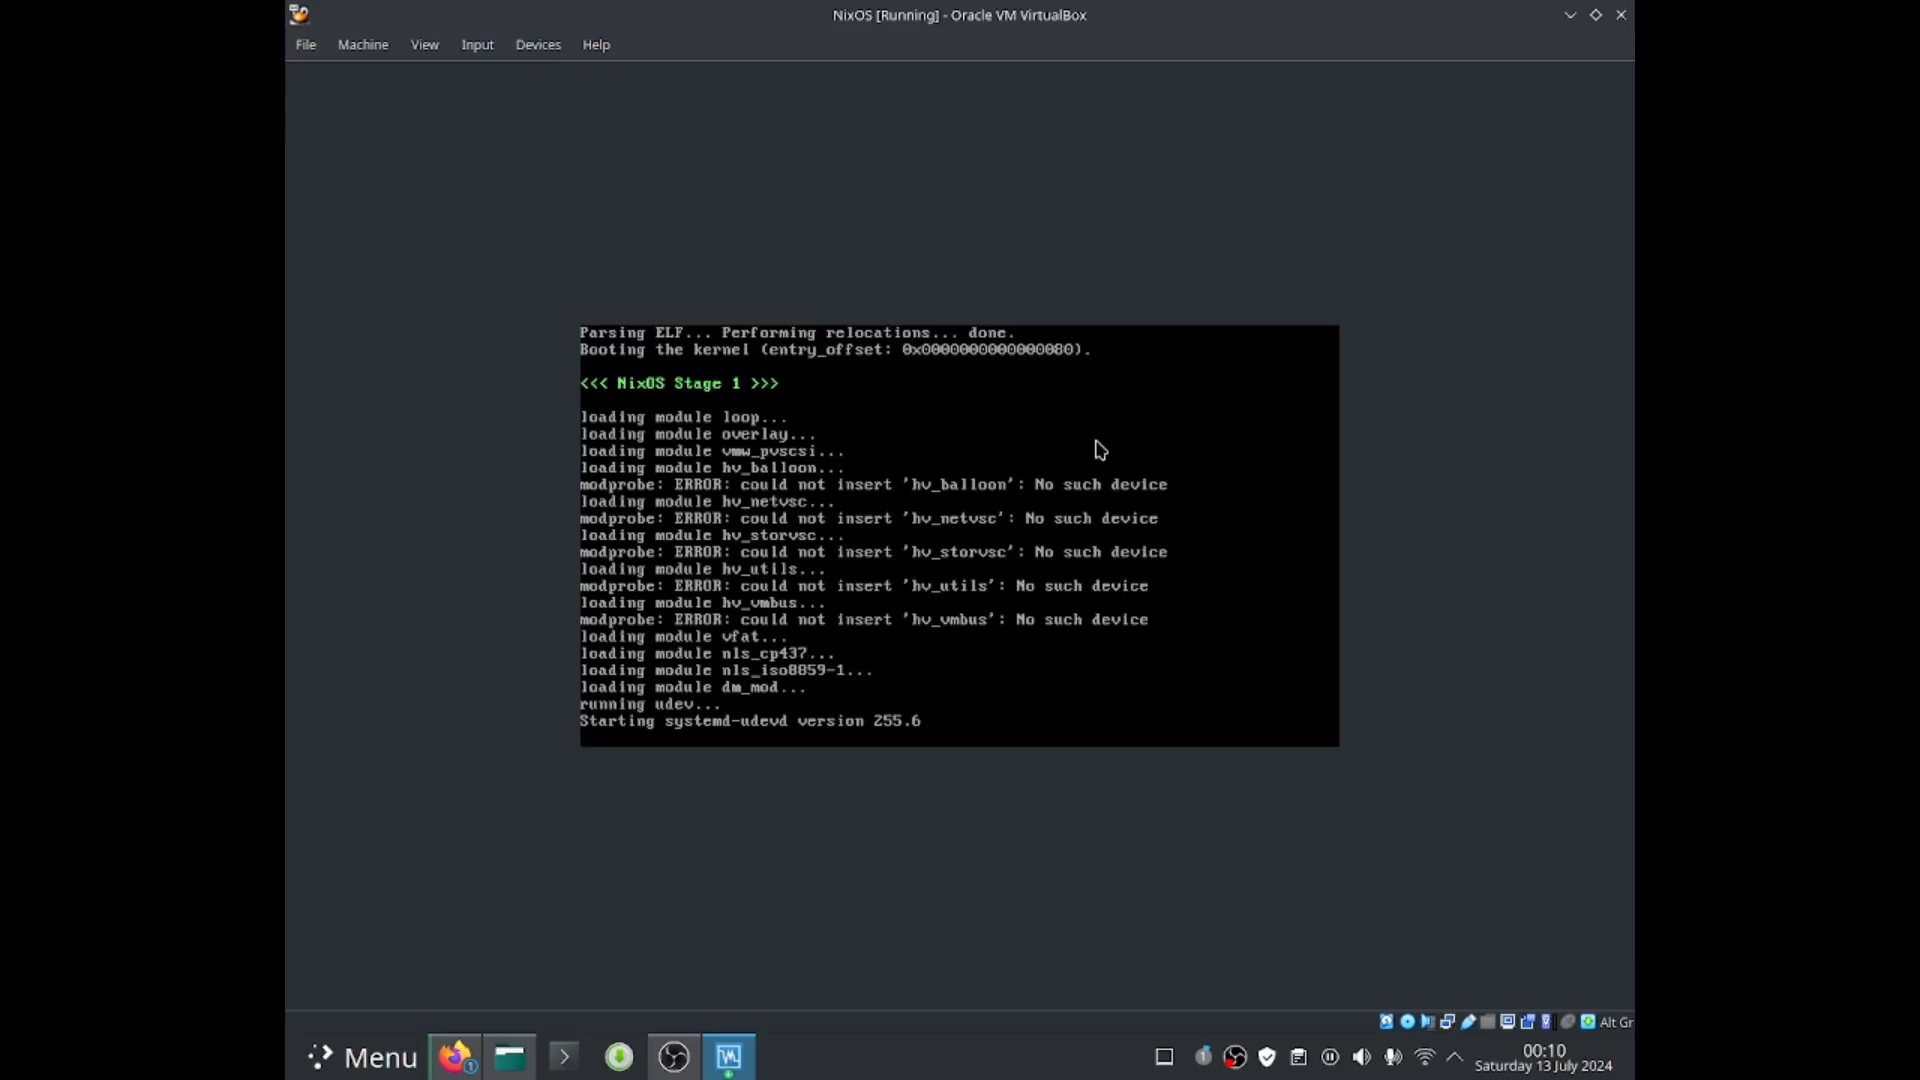 NixOS [Running] - Oracle VM VirtualBox
File Machine View Input Devices Help
Parsing ELF... Performing relocations... done.
Booting the kernel (entry_offset: 0x0000000000000080).
<<< NixOS Stage 1 >>>
loading module loop...
loading module overlay...
loading module vmw_pvscsi...
loading module hv_balloon...
modprobe: ERROR: could not insert 'hv_balloon': No such device
loading module hv_netvsc...
modprobe: ERROR: could not insert 'hv_netvsc': No such device
loading module hv_storvsc...
modprobe: ERROR: could not insert 'hv_storvsc': No such device
loading module hv_utils...
modprobe: ERROR: could not insert 'hv_utils': No such device
loading module hv_vmbus...
modprobe: ERROR: could not insert 'hv_vmbus': No such device
loading module vfat...
loading module nls_cp437...
loading module nls_iso8859-1...
loading module dm_mod...
running udev...
Starting systemd-udevd version 255.6
Alt Gr
Menu
1
1
00:10
Saturday 13 July 2024